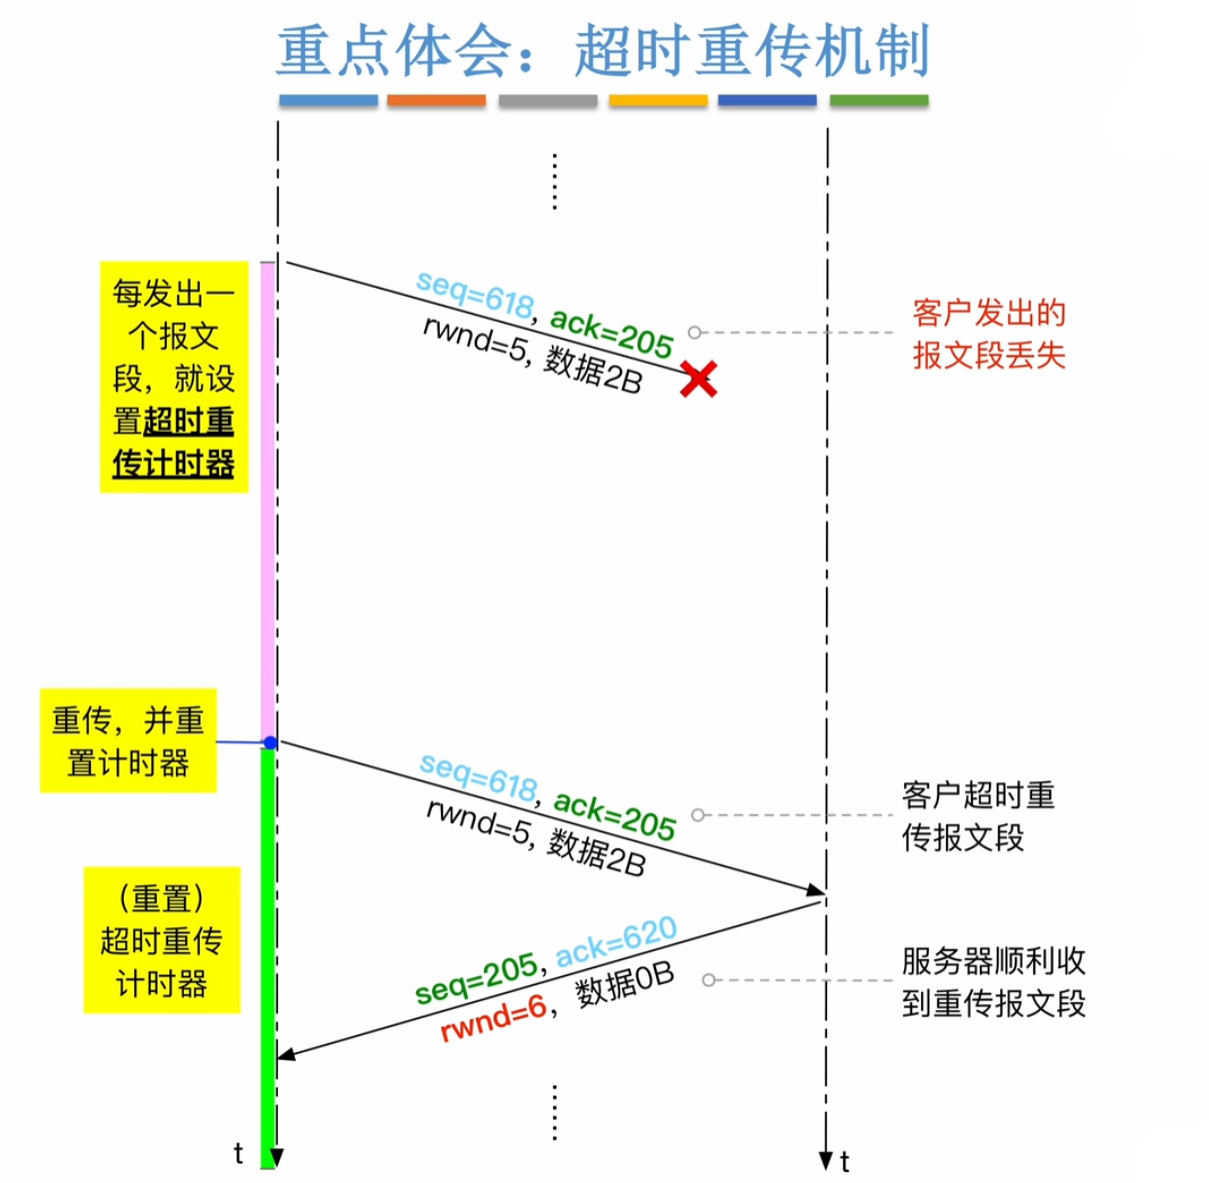 重点体会：超时重传机制
每发出一
个报文
段，就设
置超时重
传计时器
seq=618, ack=205
rwnd=5, 数据2B
客户发出的
报文段丢失
重传，并重
置计时器
seq=618, ack=205
rwnd=5, 数据2B
客户超时重
传报文段
（重置）
超时重传
计时器
seq=205, ack=620
rwnd=6，数据0B
服务器顺利收
到重传报文段
t
t